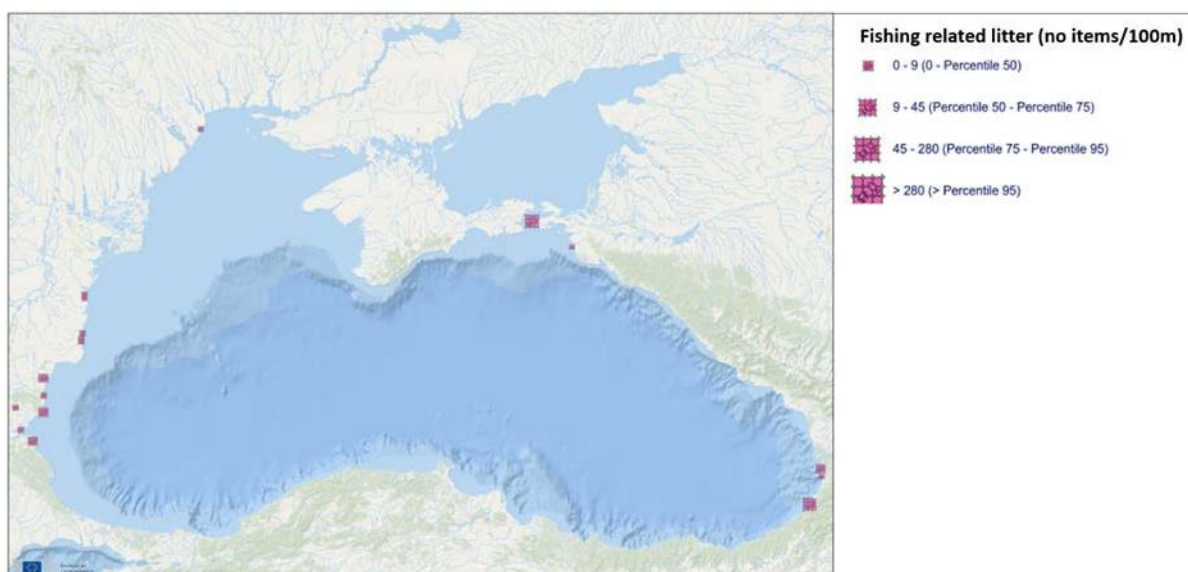 Fishing related litter (no items/100m)
0 - 9 (0 - Percentile 50)
9 - 45 (Percentile 50 - Percentile 75)
45 - 280 (Percentile 75 - Percentile 95)
> 280 (> Percentile 95)